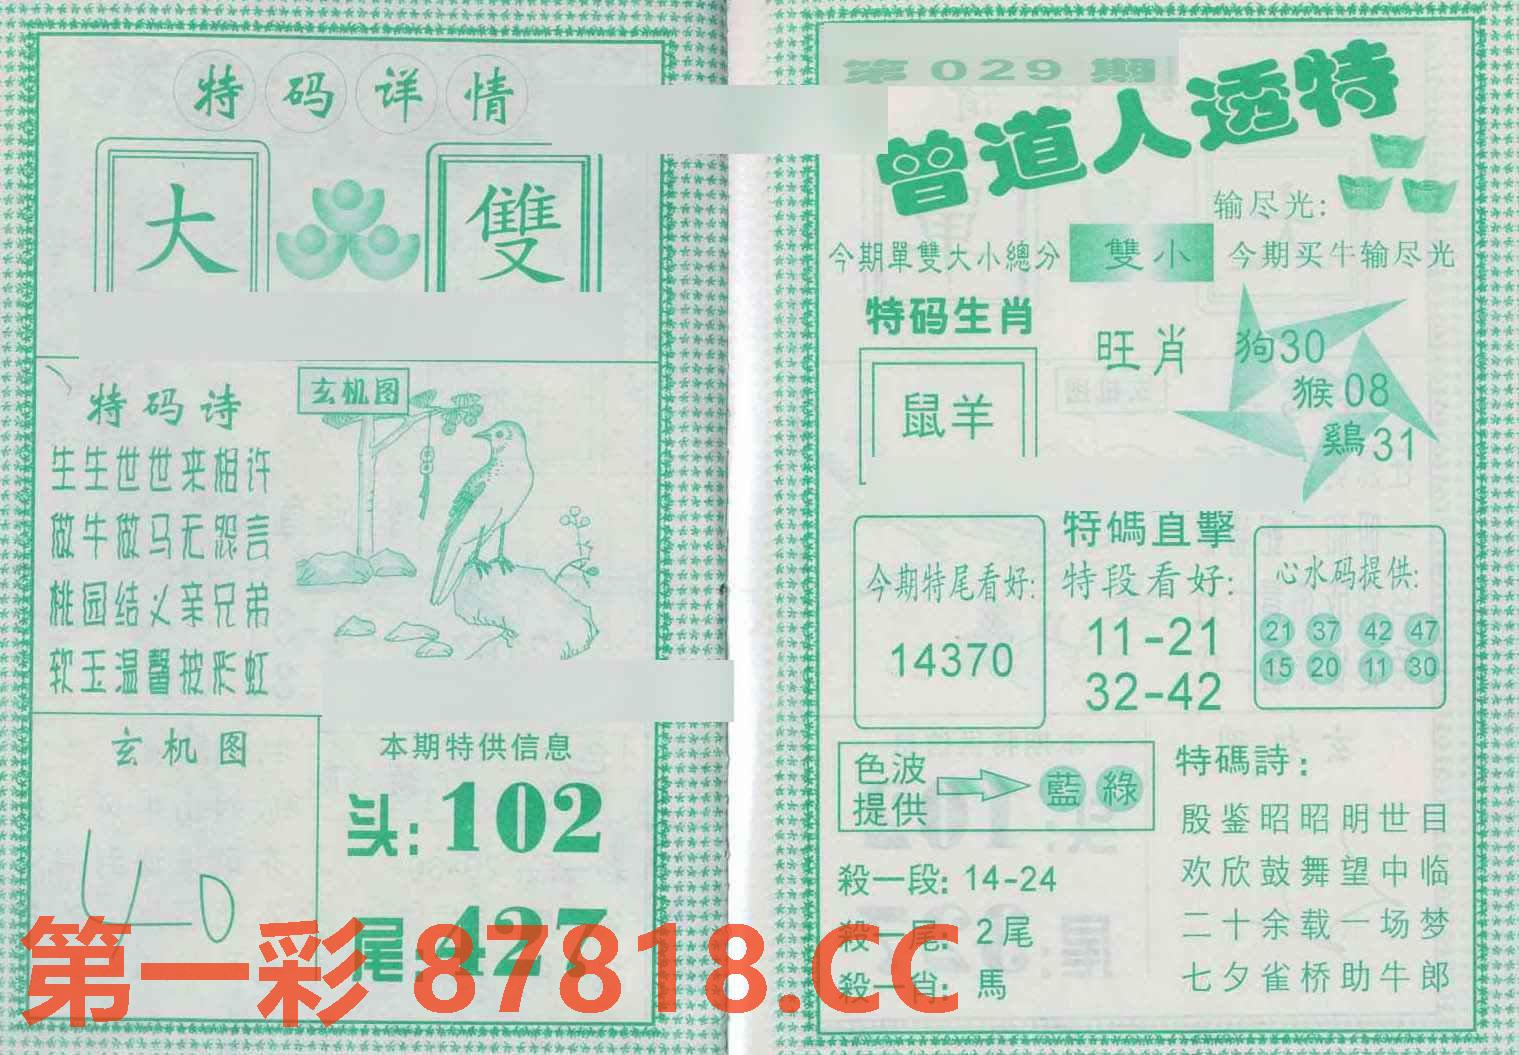 特码详情
大 雙
特码诗
生生世世来相许
做牛做马无怨言
桃园结义亲兄弟
软玉温馨披彩虹
玄机图
玄机图
40
本期特供信息
头:102
尾:427
第029期
曾道人透特
输尽光:
今期單雙大小總分 雙小 今期买牛输尽光
特码生肖
鼠羊
旺肖
狗30
猴08
鷄31
今期特尾看好:
14370
特碼直擊
特段看好:
11-21
32-42
心水码提供:
21 37 42 47
15 20 11 30
色波
提供
藍 綠
殺一段: 14-24
殺一尾: 2尾
殺一肖: 馬
特碼詩:
殷鉴昭昭明世目
欢欣鼓舞望中临
二十余载一场梦
七夕雀桥助牛郎
第一彩 87818.CC